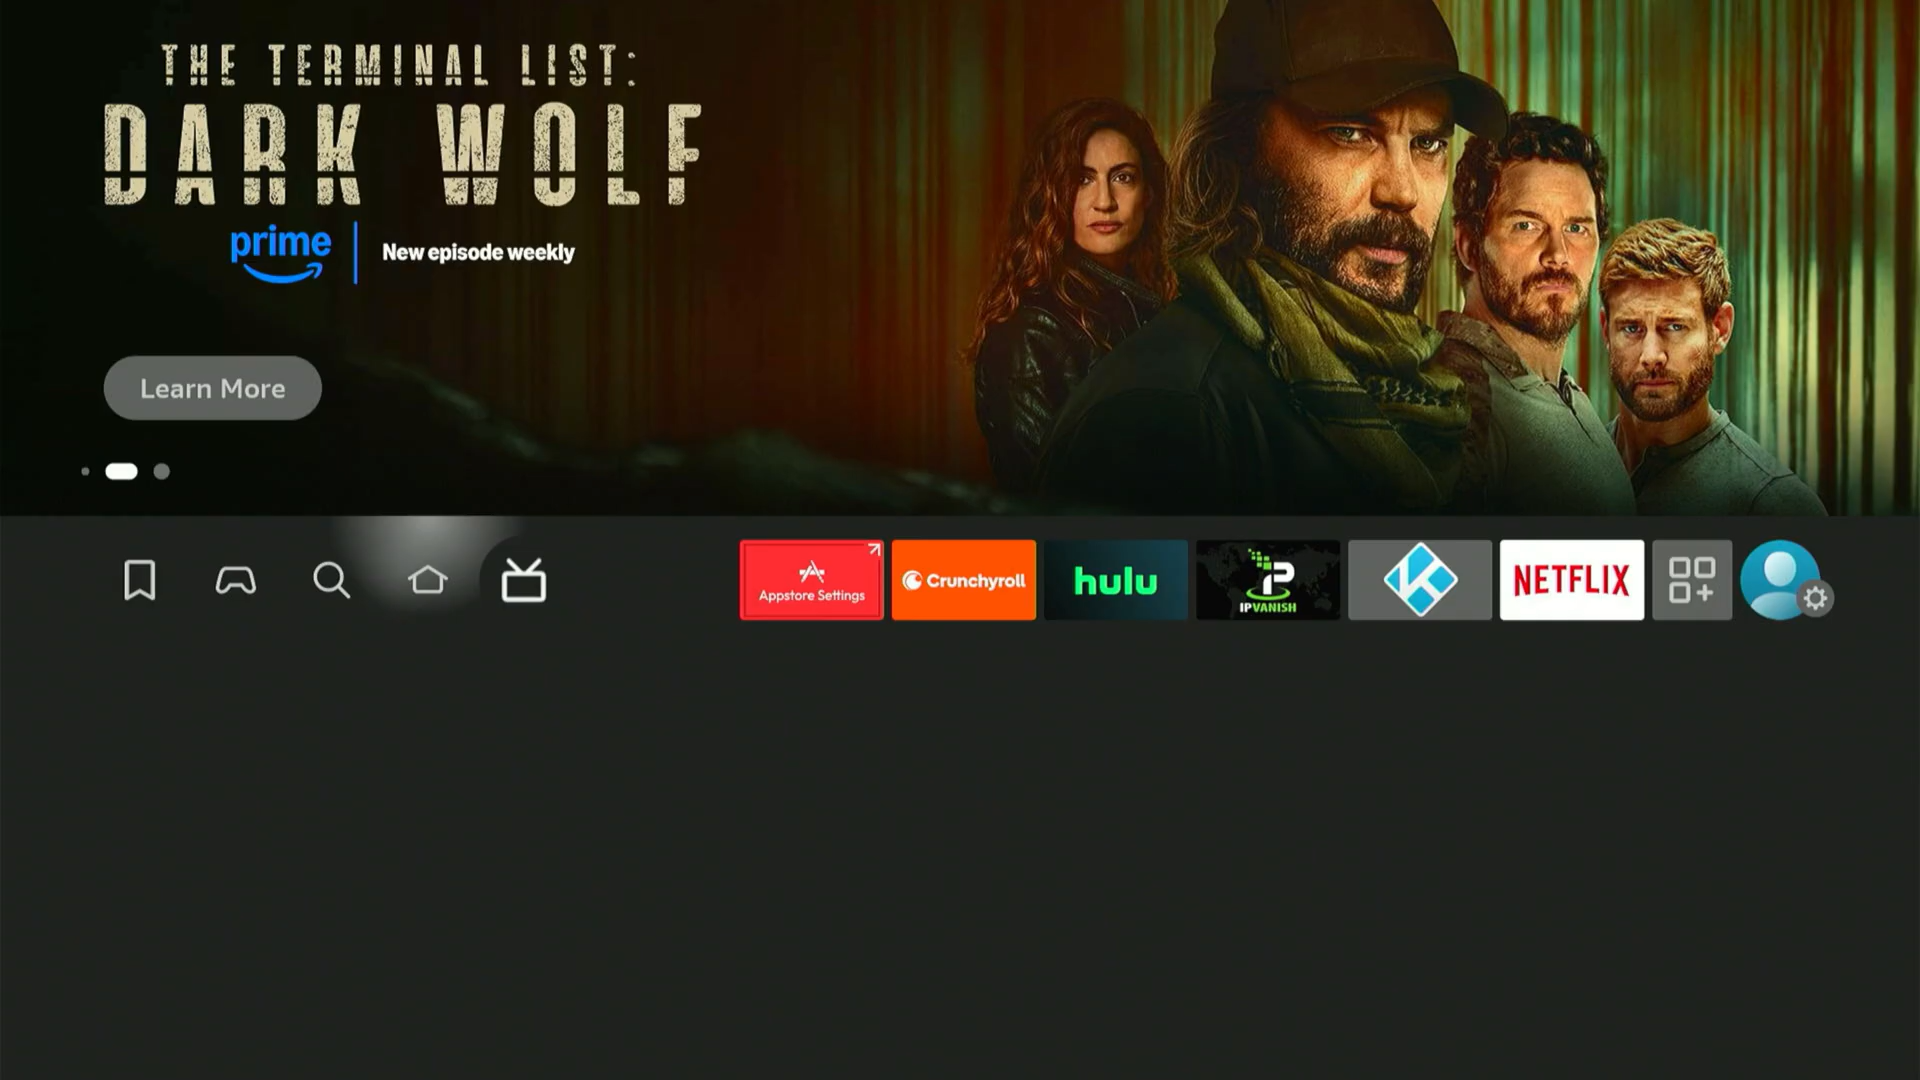 THE TERMINAL LIST:
DARK WOLF
prime
New episode weekly
Learn More
Appstore Settings
Crunchyroll
hulu
IPVANISH
NETFLIX